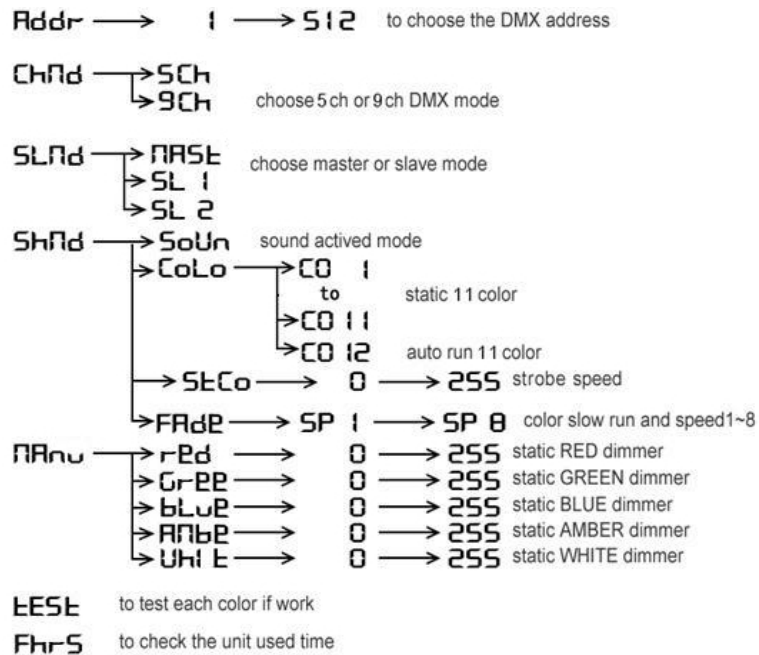 Addr 1 512 to choose the DMX address
ChMd 5Ch
9Ch choose 5 ch or 9 ch DMX mode
SLMd MASt choose master or slave mode
SL 1
SL 2
ShMd SoUn sound actived mode
CoLo CO 1
to static 11 color
CO 11
CO 12 auto run 11 color
StCo 0 255 strobe speed
FAde SP 1 SP 8 color slow run and speed1~8
MAnu red 0 255 static RED dimmer
Gree 0 255 static GREEN dimmer
bLue 0 255 static BLUE dimmer
AMbe 0 255 static AMBER dimmer
UhIt 0 255 static WHITE dimmer
tESt to test each color if work
FhrS to check the unit used time